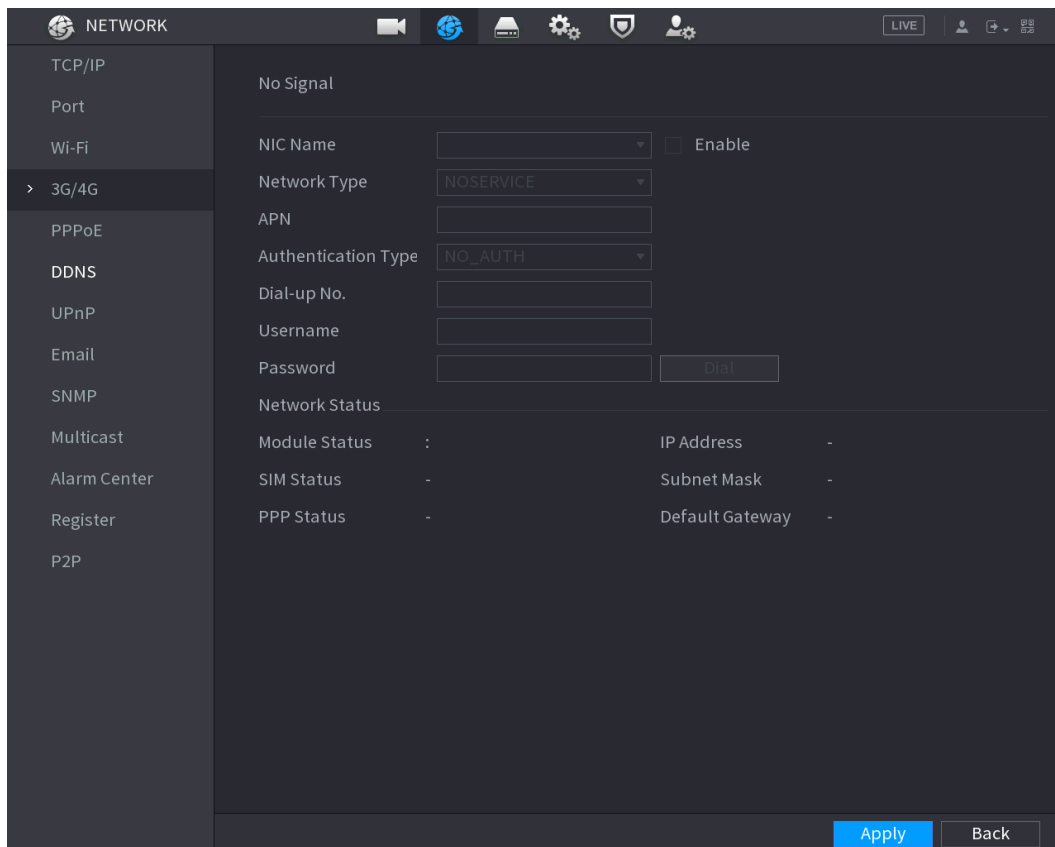 NETWORK LIVE
TCP/IP
Port
Wi-Fi
3G/4G
PPPoE
DDNS
UPnP
Email
SNMP
Multicast
Alarm Center
Register
P2P
No Signal
NIC Name Enable
Network Type NOSERVICE
APN
Authentication Type NO_AUTH
Dial-up No.
Username
Password Dial
Network Status
Module Status : IP Address -
SIM Status - Subnet Mask -
PPP Status - Default Gateway -
Apply Back